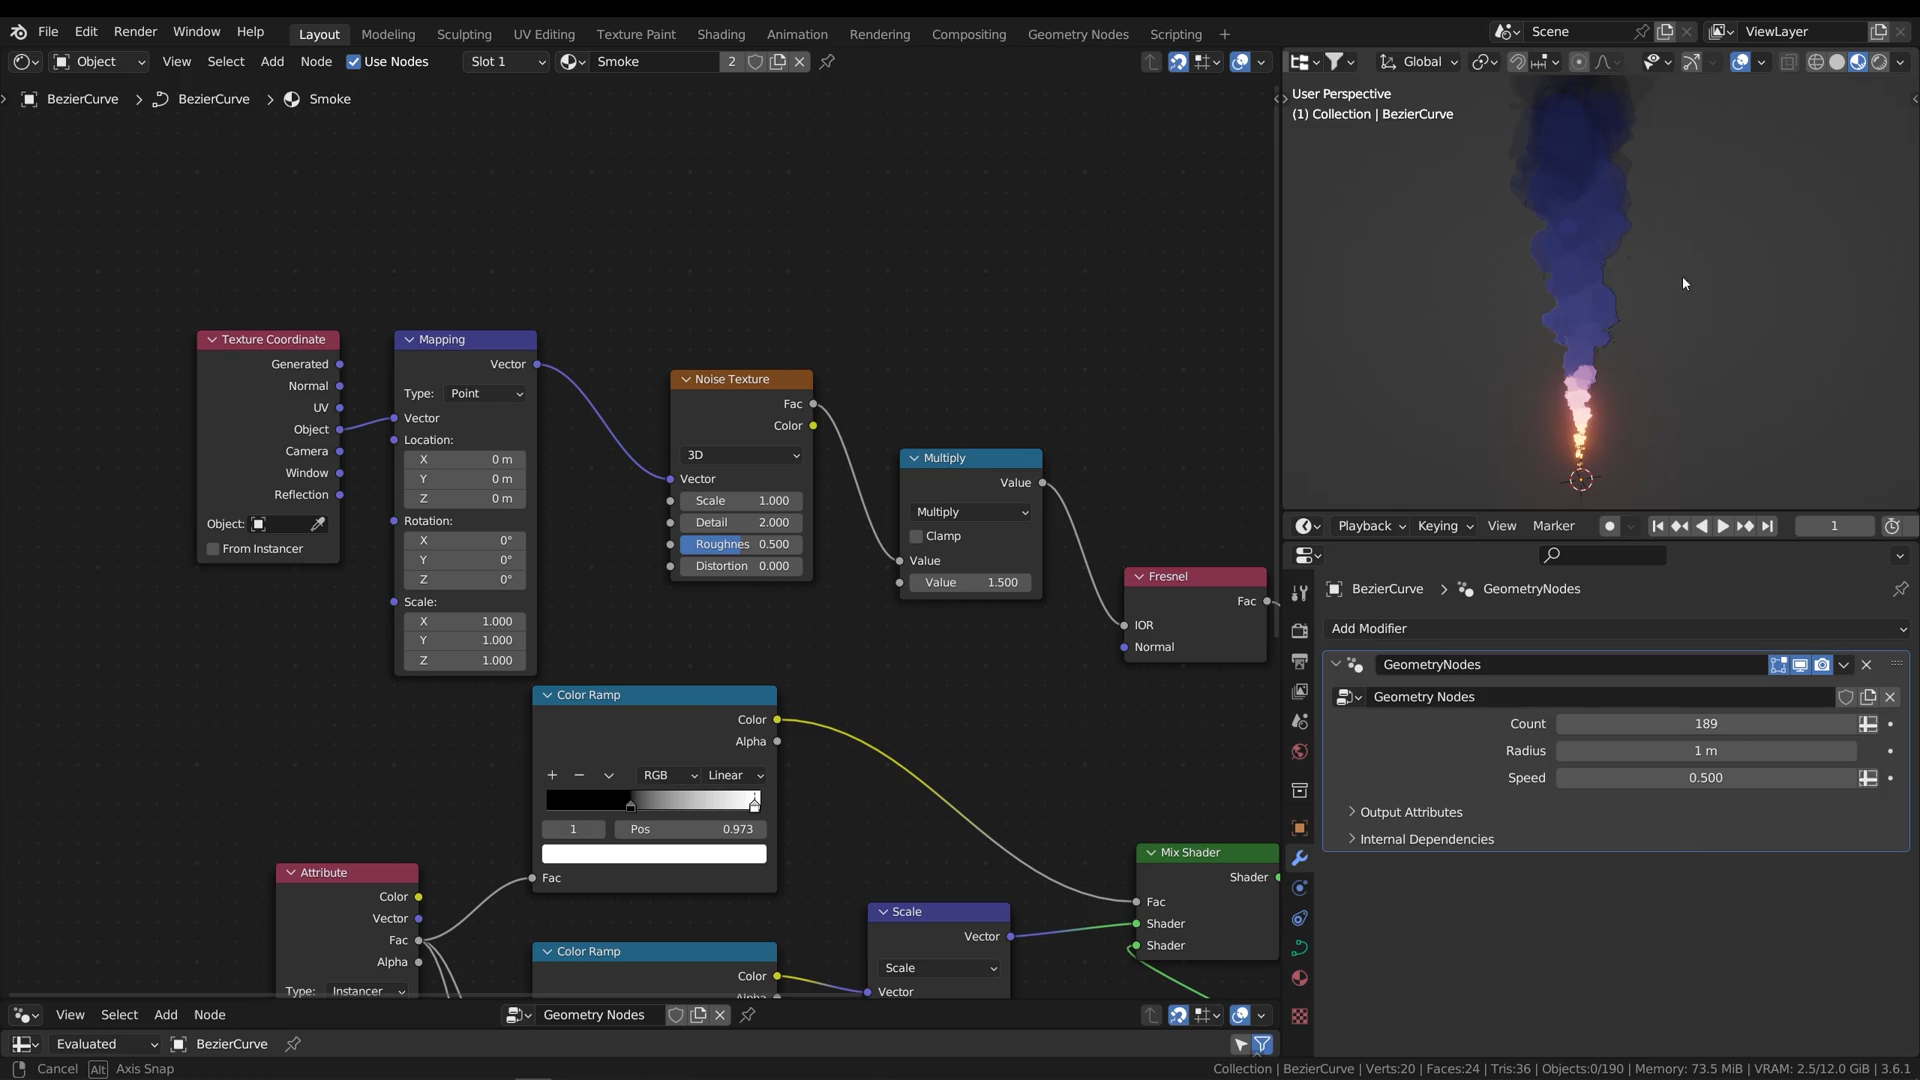 File Edit Render Window Help Layout Modeling Sculpting UV Editing Texture Paint Shading Animation Rendering Compositing Geometry Nodes Scripting + Scene ViewLayer
Object View Select Add Node Use Nodes Slot 1 Smoke 2 Global
BezierCurve > BezierCurve > Smoke
User Perspective
(1) Collection | BezierCurve
Texture Coordinate
Generated
Normal
UV
Object
Camera
Window
Reflection
Object:
From Instancer
Mapping
Vector
Type: Point
Vector
Location:
X 0 m
Y 0 m
Z 0 m
Rotation:
X 0°
Y 0°
Z 0°
Scale:
X 1.000
Y 1.000
Z 1.000
Noise Texture
Fac
Color
3D
Vector
Scale 1.000
Detail 2.000
Roughnes 0.500
Distortion 0.000
Multiply
Value
Multiply
Clamp
Value
Value 1.500
Fresnel
Fac
IOR
Normal
Color Ramp
Color
Alpha
+ − RGB Linear
1 Pos 0.973
Fac
Attribute
Color
Vector
Fac
Alpha
Type: Instancer
Color Ramp
Color
Alpha
Scale
Vector
Scale
Vector
Mix Shader
Shader
Fac
Shader
Shader
Playback Keying View Marker 1
BezierCurve > GeometryNodes
Add Modifier
GeometryNodes
Geometry Nodes
Count 189
Radius 1 m
Speed 0.500
Output Attributes
Internal Dependencies
View Select Add Node Geometry Nodes
Evaluated BezierCurve
Cancel Alt Axis Snap Collection | BezierCurve | Verts:20 | Faces:24 | Tris:36 | Objects:0/190 | Memory: 73.5 MiB | VRAM: 2.5/12.0 GiB | 3.6.1